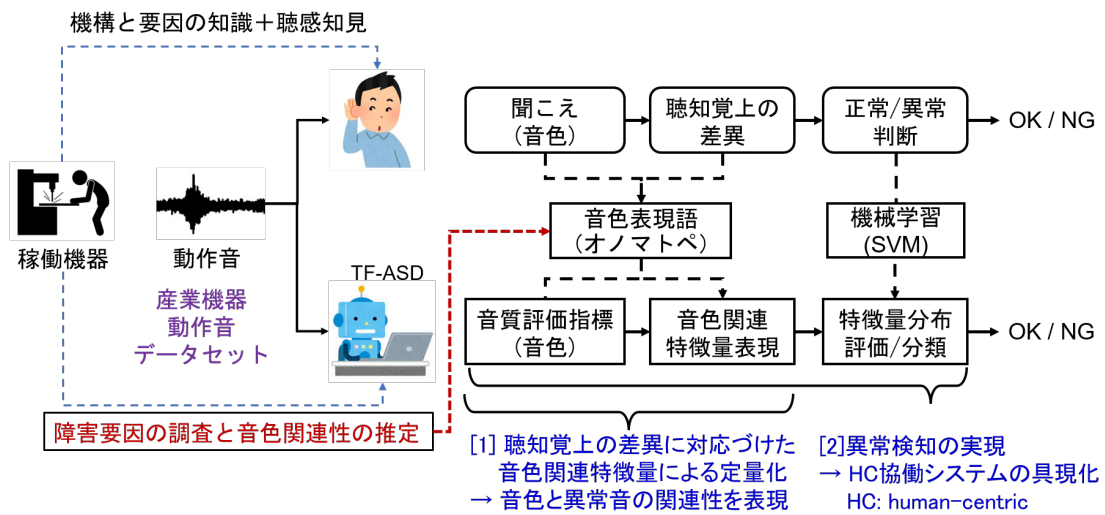 機構と要因の知識＋聴感知見
稼働機器
動作音
産業機器
動作音
データセット
TF-ASD
障害要因の調査と音色関連性の推定
聞こえ
(音色)
聴知覚上の
差異
正常/異常
判断
OK / NG
音色表現語
(オノマトペ)
機械学習
(SVM)
音質評価指標
(音色)
音色関連
特徴量表現
特徴量分布
評価/分類
OK / NG
[1] 聴知覚上の差異に対応づけた
音色関連特徴量による定量化
→ 音色と異常音の関連性を表現
[2]異常検知の実現
→ HC協働システムの具現化
HC: human-centric